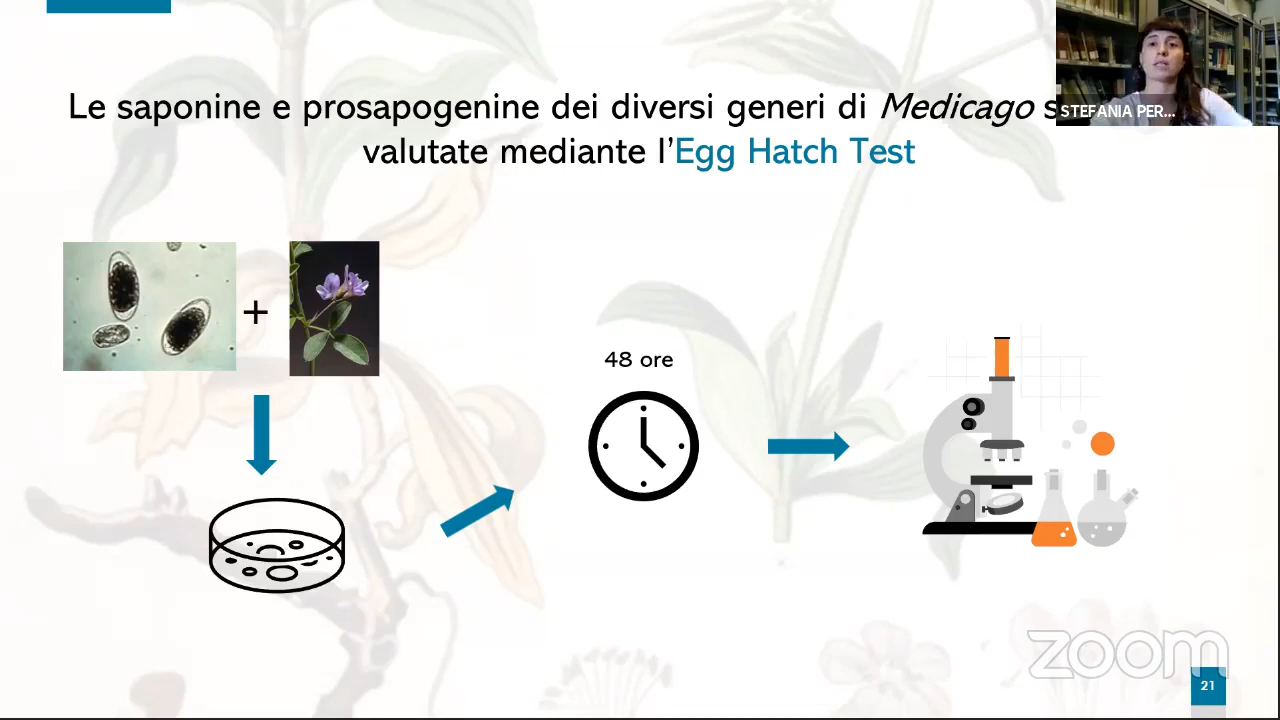 Le saponine e prosapogenine dei diversi generi di Medicago s
STEFANIA PER...
valutate mediante l'Egg Hatch Test
+
48 ore
zoom
21